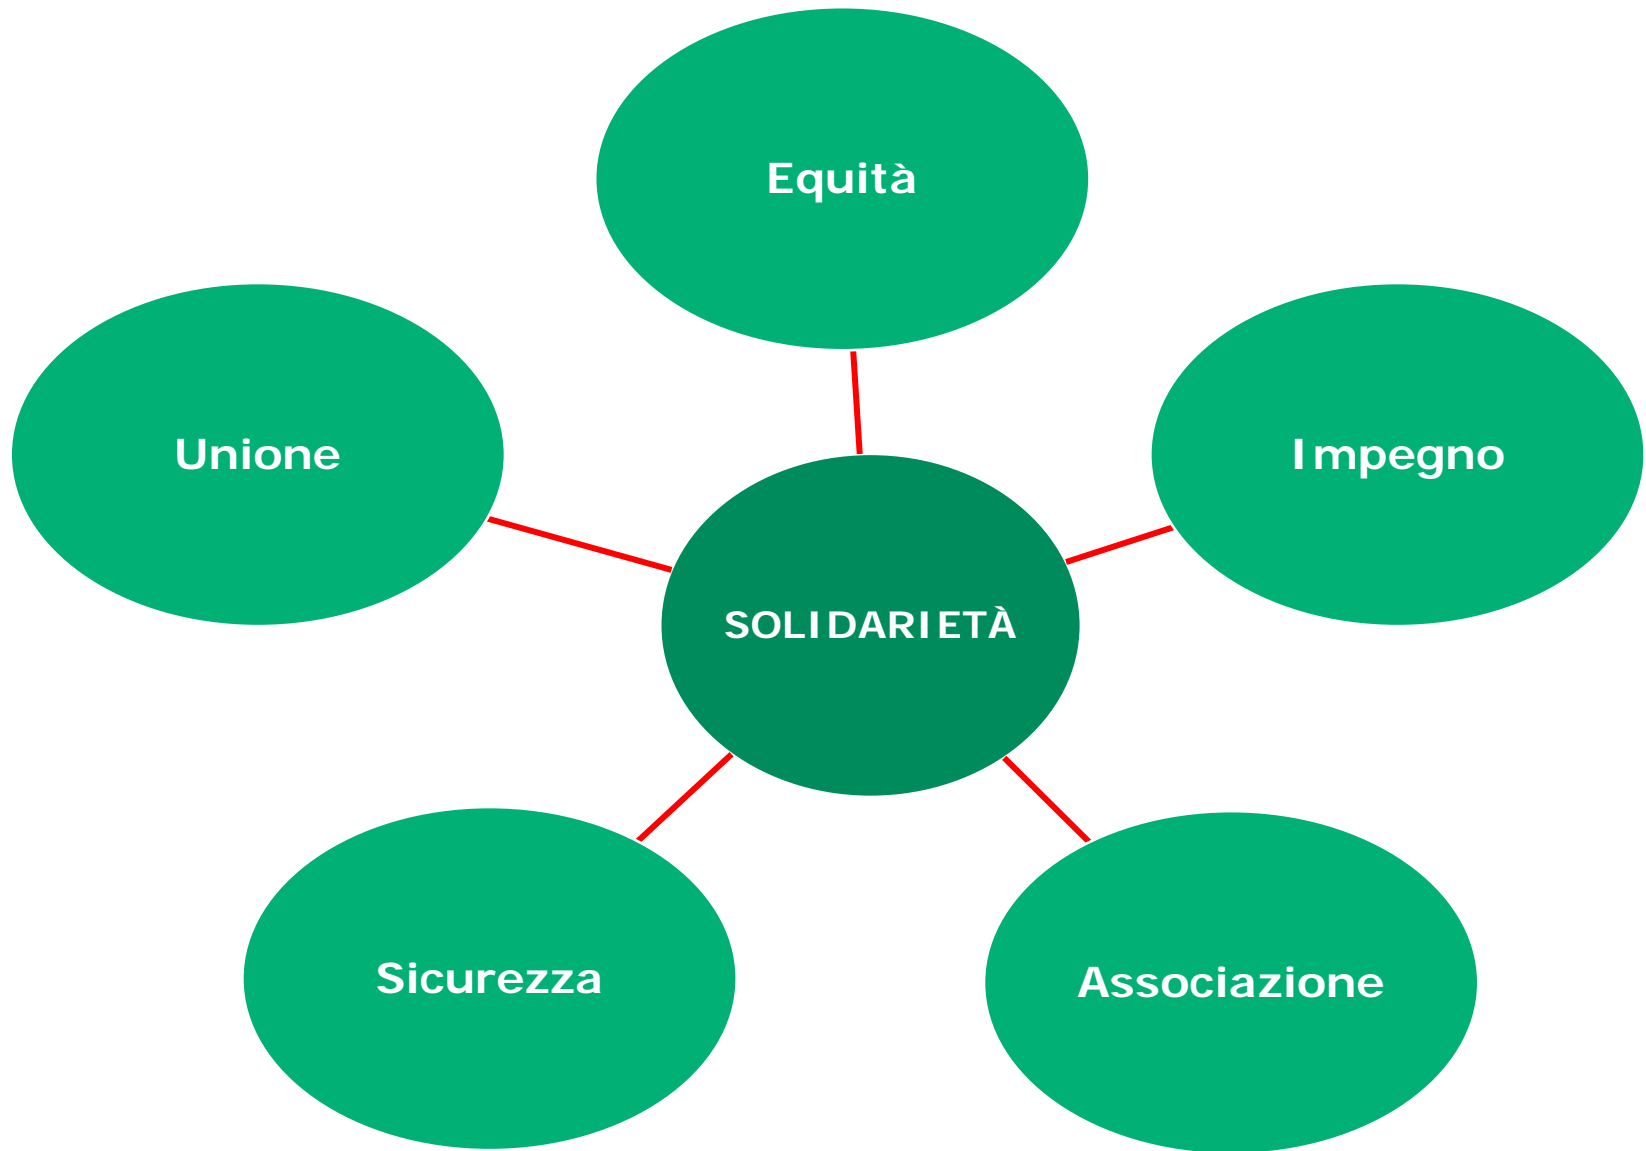 Equità
Unione
Impegno
SOLIDARIETÀ
Sicurezza
Associazione